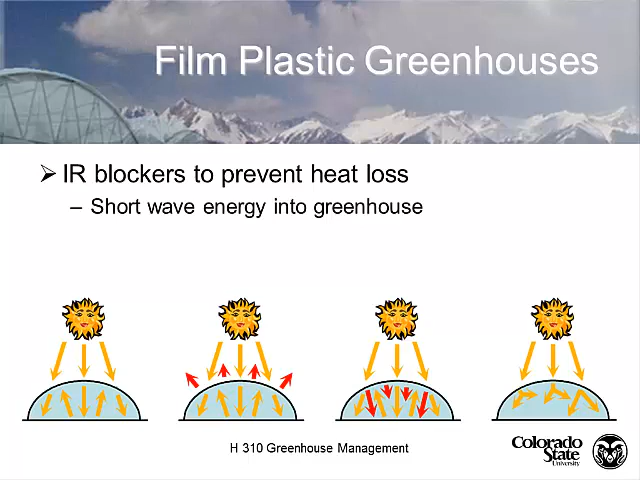 Film Plastic Greenhouses
IR blockers to prevent heat loss
– Short wave energy into greenhouse
H 310 Greenhouse Management
Colorado
State
University